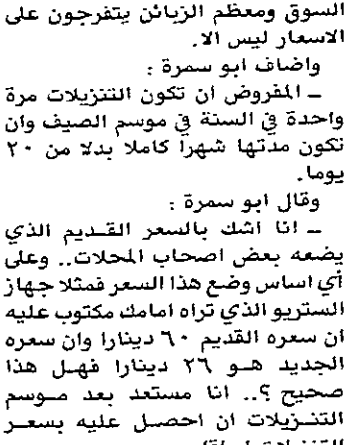 السوق ومعظم الزبائن يتفرجون على
الاسعار ليس الا.
واضاف ابو سمرة :
ــ المفروض ان تكون التنزيلات مرة
واحدة في السنة في موسم الصيف وان
تكون مدتها شهرا كاملا بدلا من ٢٠
يوما.
وقال ابو سمرة :
ــ انا اشك بالسعر القديم الذي
يضعه بعض اصحاب المحلات.. وعلى
أي اساس وضع هذا السعر فمثلا جهاز
الستريو الذي تراه امامك مكتوب عليه
ان سعره القديم ٦٠ دينارا وان سعره
الجديد هو ٢٦ دينارا فهل هذا
صحيح ؟.. انا مستعد بعد موسم
التنزيلات ان احصل عليه بسعر